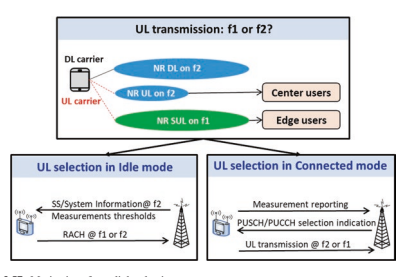 UL transmission: f1 or f2?
DL carrier
UL carrier
NR DL on f2
NR UL on f2
Center users
NR SUL on f1
Edge users
UL selection in Idle mode
SS/System Information@ f2
Measurements thresholds
RACH @ f1 or f2
UL selection in Connected mode
Measurement reporting
PUSCH/PUCCH selection indication
UL transmission @ f2 or f1